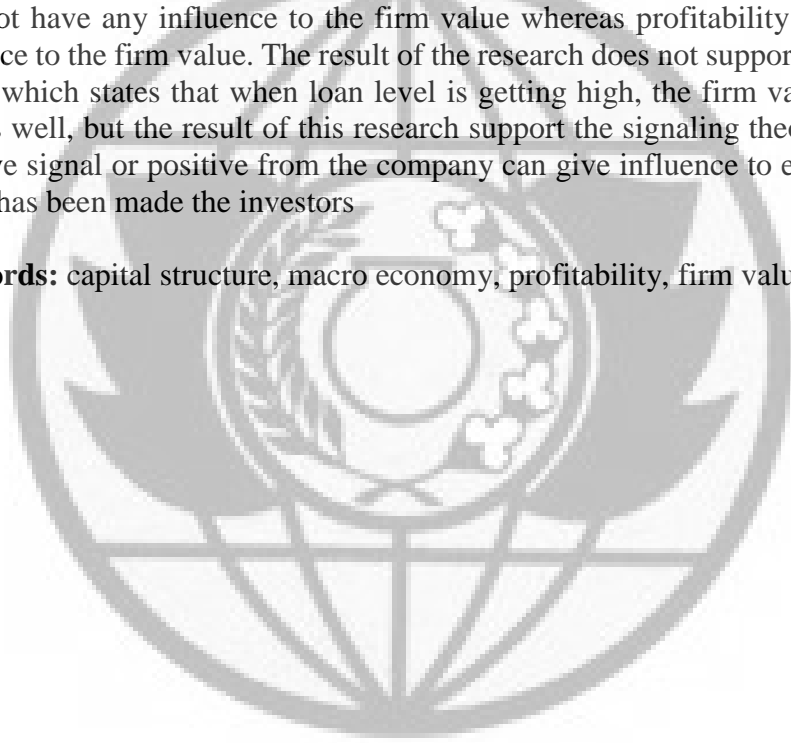 ot have any influence to the firm value whereas profitability
ce to the firm value. The result of the research does not suppor
which states that when loan level is getting high, the firm va
s well, but the result of this research support the signaling theo
ve signal or positive from the company can give influence to e
has been made the investors
ords: capital structure, macro economy, profitability, firm valu